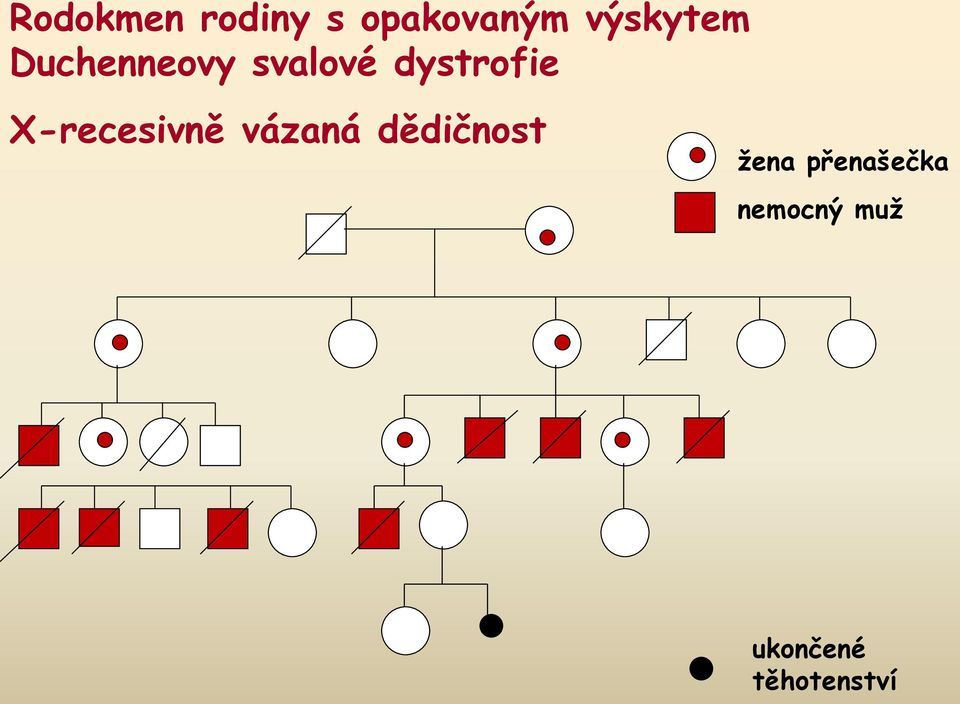 Rodokmen rodiny s opakovaným výskytem
Duchenneovy svalové dystrofie
X-recesivně vázaná dědičnost
žena přenašečka
nemocný muž
ukončené
těhotenství